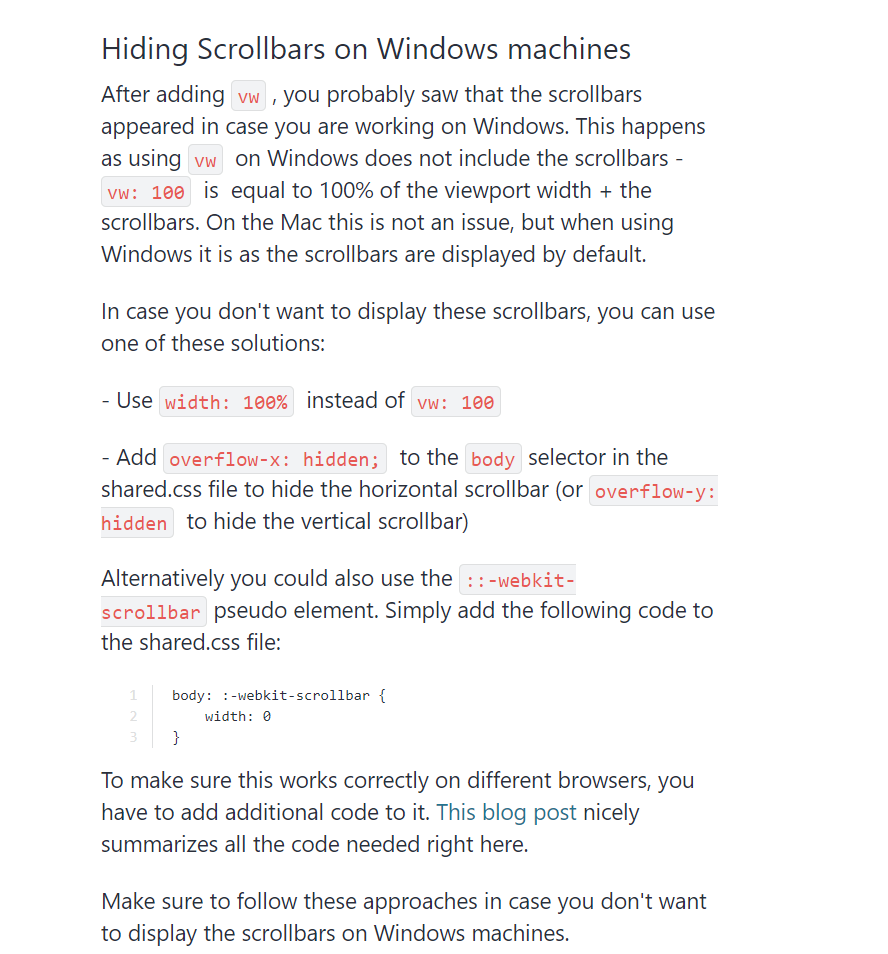 Hiding Scrollbars on Windows machines
After adding vw , you probably saw that the scrollbars
appeared in case you are working on Windows. This happens
as using vw on Windows does not include the scrollbars -
vw: 100 is equal to 100% of the viewport width + the
scrollbars. On the Mac this is not an issue, but when using
Windows it is as the scrollbars are displayed by default.
In case you don't want to display these scrollbars, you can use
one of these solutions:
- Use width: 100% instead of vw: 100
- Add overflow-x: hidden; to the body selector in the
shared.css file to hide the horizontal scrollbar (or overflow-y:
hidden to hide the vertical scrollbar)
Alternatively you could also use the ::-webkit-
scrollbar pseudo element. Simply add the following code to
the shared.css file:
1 body: :-webkit-scrollbar {
2 width: 0
3 }
To make sure this works correctly on different browsers, you
have to add additional code to it. This blog post nicely
summarizes all the code needed right here.
Make sure to follow these approaches in case you don't want
to display the scrollbars on Windows machines.